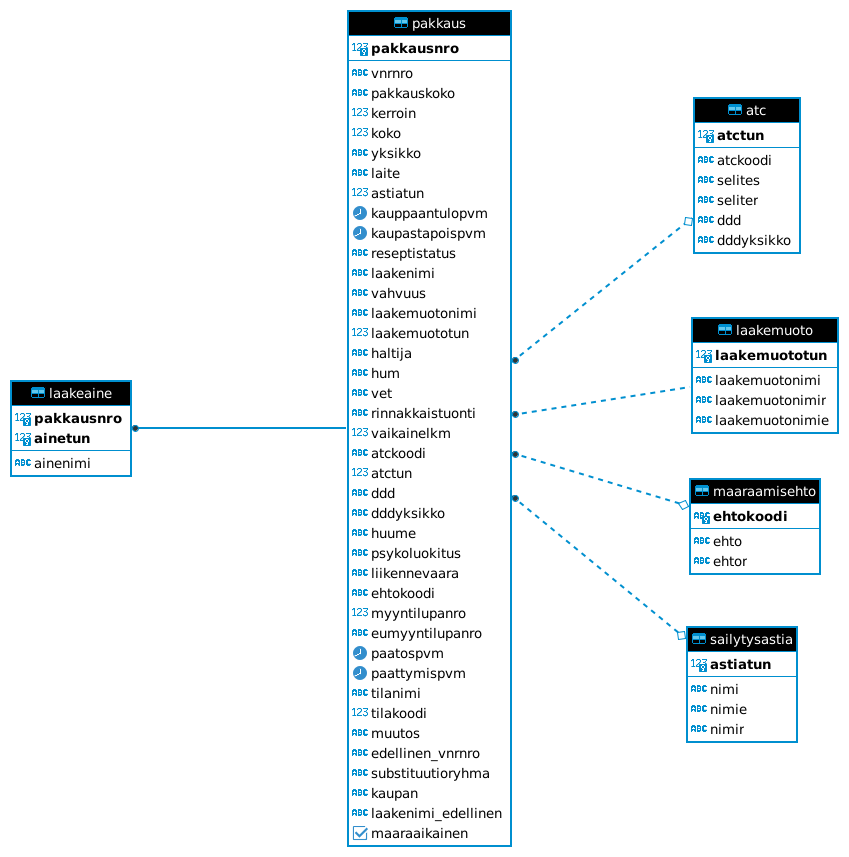 pakkaus
pakkausnro
vnrnro
pakkauskoko
kerroin
koko
yksikko
laite
astiatun
kauppaantulopvm
kaupastapoispvm
reseptistatus
laakenimi
vahvuus
laakemuotonimi
laakemuototun
haltija
hum
vet
rinnakkaistuonti
vaikainelkm
atckoodi
atctun
ddd
dddyksikko
huume
psykoluokitus
liikennevaara
ehtokoodi
myyntilupanro
eumyyntilupanro
paatospvm
paattymispvm
tilanimi
tilakoodi
muutos
edellinen_vnrnro
substituutioryhma
kaupan
laakenimi_edellinen
maaraaikainen
laakeaine
pakkausnro
ainetun
ainenimi
atc
atctun
atckoodi
selites
seliter
ddd
dddyksikko
laakemuoto
laakemuototun
laakemuotonimi
laakemuotonimir
laakemuotonimie
maaraamisehto
ehtokoodi
ehto
ehtor
sailytysastia
astiatun
nimi
nimie
nimir